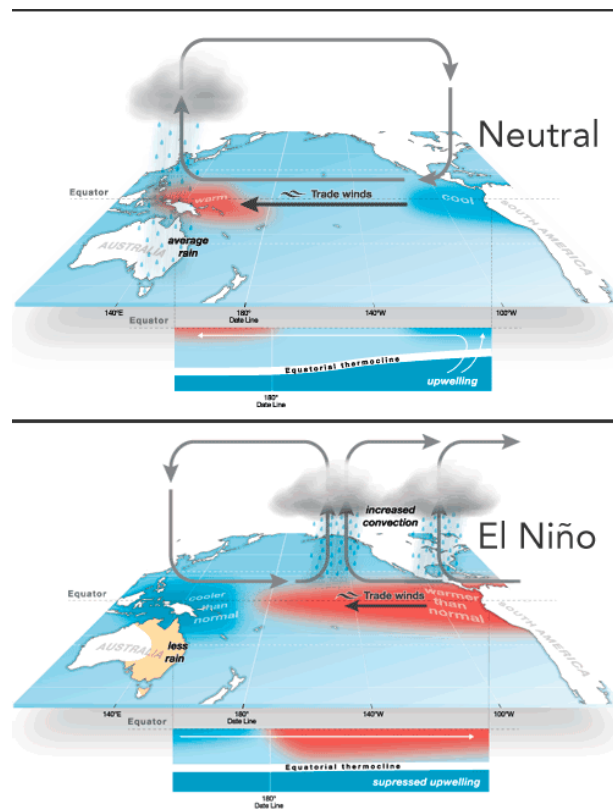 Neutral
Equator
warm
Trade winds
cool
AUSTRALIA
average
rain
SOUTH AMERICA
140°E
180°
Date Line
140°W
100°W
Equator
Equatorial thermocline
upwelling
180°
Date Line
increased
convection
El Niño
Equator
cooler
than
normal
Trade winds
warmer
than
normal
AUSTRALIA
less
rain
SOUTH AMERICA
140°E
180°
Date Line
140°W
100°W
Equator
Equatorial thermocline
supressed upwelling
180°
Date Line